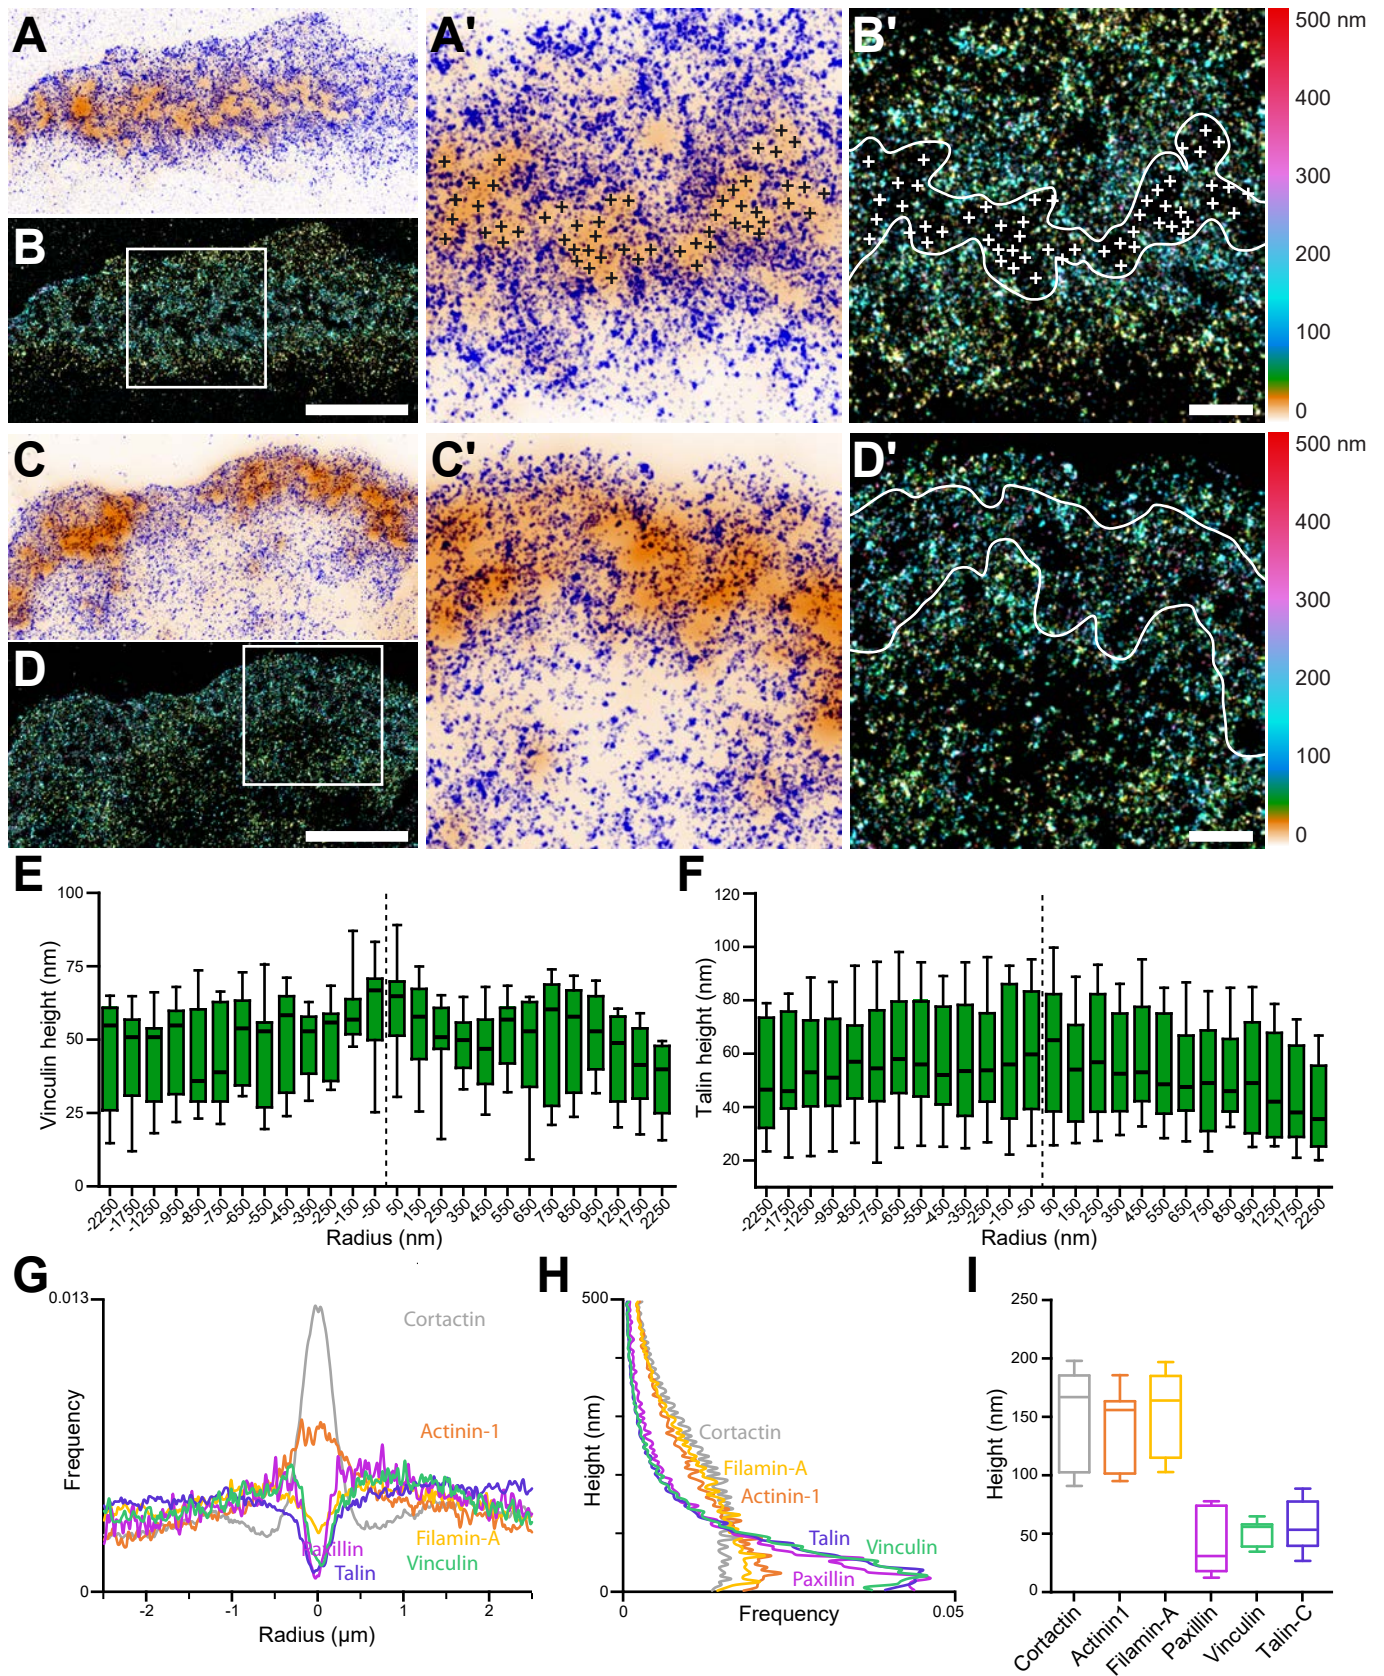 A
A'
B'
500 nm
400
300
200
100
0
B
C
C'
D'
500 nm
400
300
200
100
0
D
E
F
100
75
50
25
0
Vinculin height (nm)
-2250
-1750
-1250
-950
-850
-750
-650
-550
-450
-350
-250
-150
-50
50
150
250
350
450
550
650
750
850
950
1250
1750
2250
Radius (nm)
120
100
80
60
40
20
Talin height (nm)
-2250
-1750
-1250
-950
-850
-750
-650
-550
-450
-350
-250
-150
-50
50
150
250
350
450
550
650
750
850
950
1250
1750
2250
Radius (nm)
G
0.013
0
Frequency
Cortactin
Actinin-1
Filamin-A
Paxillin
Vinculin
Talin
-2
-1
0
1
2
Radius (μm)
H
500
0
Height (nm)
Cortactin
Filamin-A
Actinin-1
Talin
Vinculin
Paxillin
0
Frequency
0.05
I
250
200
150
100
50
0
Height (nm)
Cortactin
Actinin1
Filamin-A
Paxillin
Vinculin
Talin-C